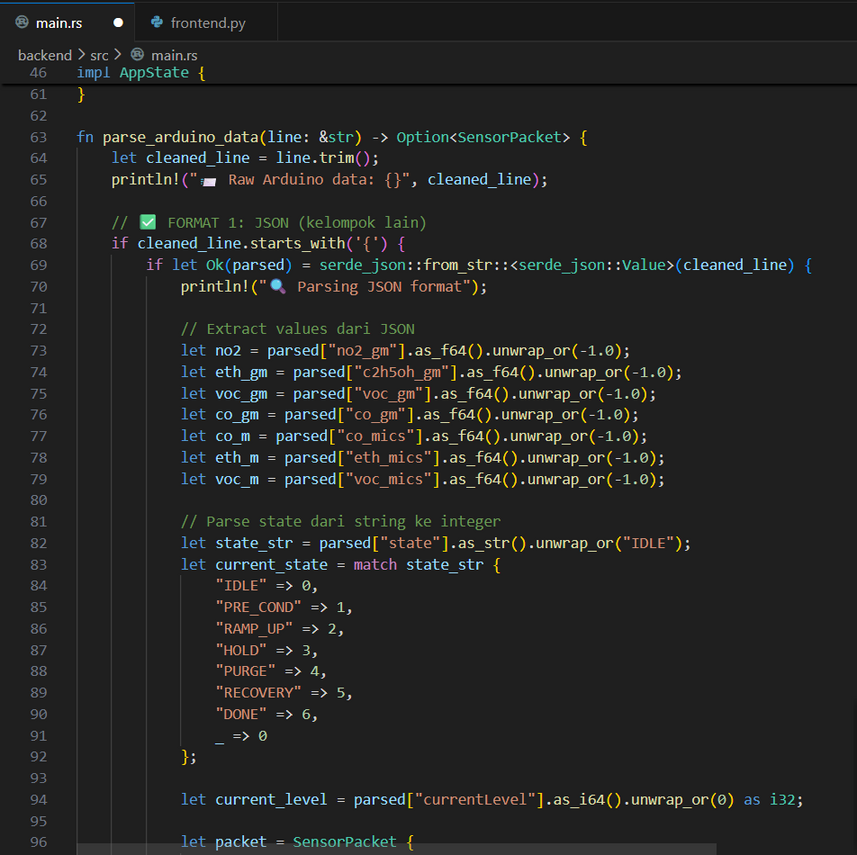 main.rs ● frontend.py
backend > src > main.rs
46 impl AppState {
61 }
62
63 fn parse_arduino_data(line: &str) -> Option<SensorPacket> {
64     let cleaned_line = line.trim();
65     println!("📨 Raw Arduino data: {}", cleaned_line);
66
67     // ✅ FORMAT 1: JSON (kelompok lain)
68     if cleaned_line.starts_with('{') {
69         if let Ok(parsed) = serde_json::from_str::<serde_json::Value>(cleaned_line) {
70             println!("🔍 Parsing JSON format");
71
72             // Extract values dari JSON
73             let no2 = parsed["no2_gm"].as_f64().unwrap_or(-1.0);
74             let eth_gm = parsed["c2h5oh_gm"].as_f64().unwrap_or(-1.0);
75             let voc_gm = parsed["voc_gm"].as_f64().unwrap_or(-1.0);
76             let co_gm = parsed["co_gm"].as_f64().unwrap_or(-1.0);
77             let co_m = parsed["co_mics"].as_f64().unwrap_or(-1.0);
78             let eth_m = parsed["eth_mics"].as_f64().unwrap_or(-1.0);
79             let voc_m = parsed["voc_mics"].as_f64().unwrap_or(-1.0);
80
81             // Parse state dari string ke integer
82             let state_str = parsed["state"].as_str().unwrap_or("IDLE");
83             let current_state = match state_str {
84                 "IDLE" => 0,
85                 "PRE_COND" => 1,
86                 "RAMP_UP" => 2,
87                 "HOLD" => 3,
88                 "PURGE" => 4,
89                 "RECOVERY" => 5,
90                 "DONE" => 6,
91                 _ => 0
92             };
93
94             let current_level = parsed["currentLevel"].as_i64().unwrap_or(0) as i32;
95
96             let packet = SensorPacket {